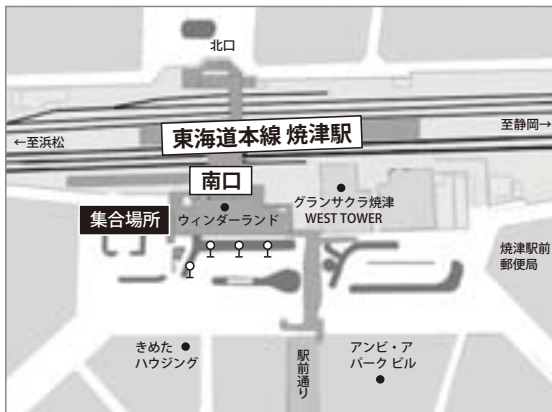 北口
東海道本線 焼津駅
←至浜松
至静岡→
南口
集合場所
ウィンダーランド
グランサクラ焼津
WEST TOWER
焼津駅前
郵便局
きめた
ハウジング
駅前通り
アンビ・ア
パーク ビル